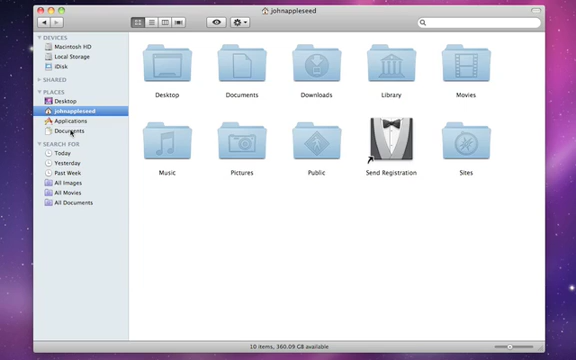 johnappleseed
DEVICES
Macintosh HD
Local Storage
iDisk
SHARED
PLACES
Desktop
johnappleseed
Applications
Documents
SEARCH FOR
Today
Yesterday
Past Week
All Images
All Movies
All Documents
Desktop
Documents
Downloads
Library
Movies
Music
Pictures
Public
Send Registration
Sites
10 items, 360.09 GB available